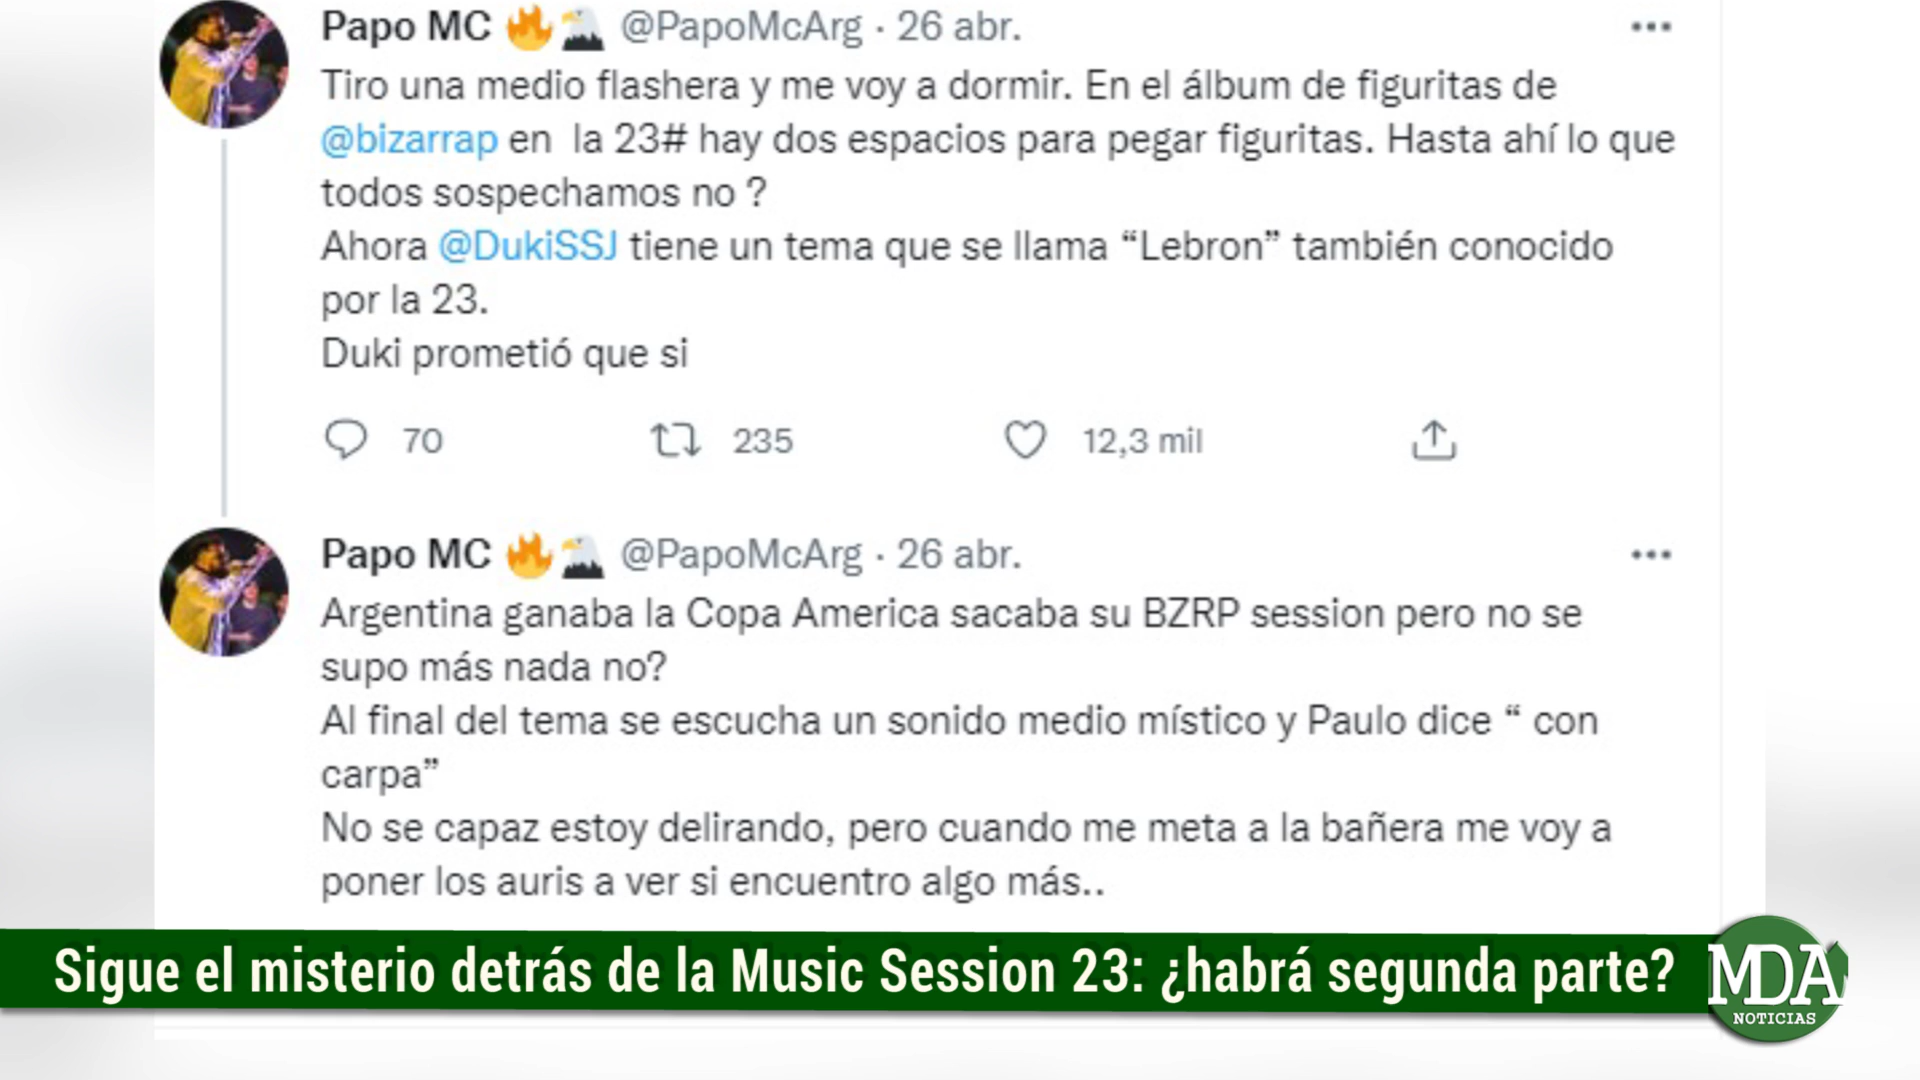 Papo MC 🔥🦅 @PapoMcArg · 26 abr.
Tiro una medio flashera y me voy a dormir. En el álbum de figuritas de
@bizarrap en la 23# hay dos espacios para pegar figuritas. Hasta ahí lo que
todos sospechamos no ?
Ahora @DukiSSJ tiene un tema que se llama “Lebron” también conocido
por la 23.
Duki prometió que si
70 235 12,3 mil
Papo MC 🔥🦅 @PapoMcArg · 26 abr.
Argentina ganaba la Copa America sacaba su BZRP session pero no se
supo más nada no?
Al final del tema se escucha un sonido medio místico y Paulo dice “ con
carpa”
No se capaz estoy delirando, pero cuando me meta a la bañera me voy a
poner los auris a ver si encuentro algo más..
Sigue el misterio detrás de la Music Session 23: ¿habrá segunda parte?
MDA
NOTICIAS